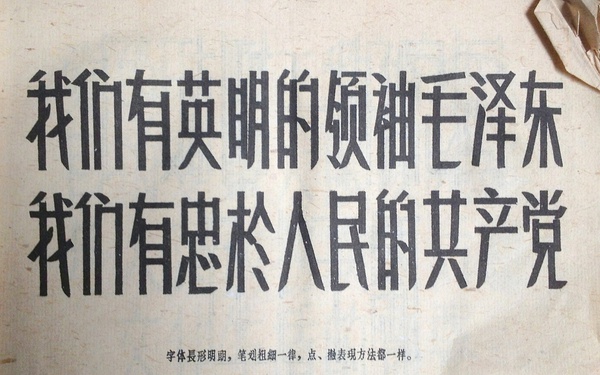 我们有英明的领袖毛泽东
我们有忠於人民的共产党
字体長形明朗，笔划粗细一律，点、撇表现方法都一样。